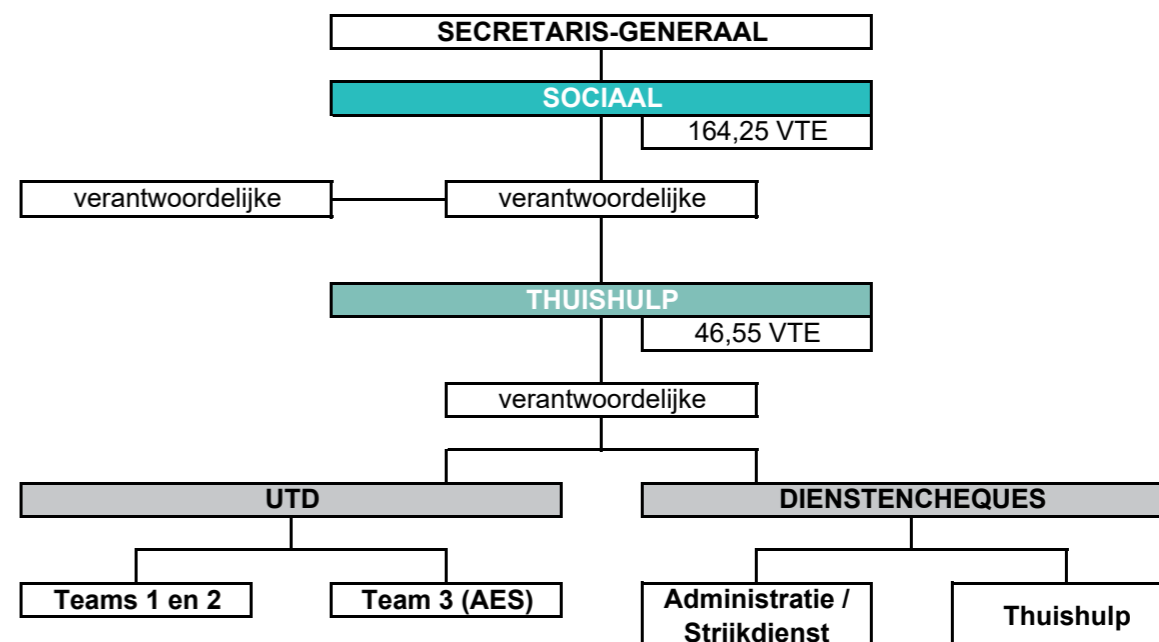 SECRETARIS-GENERAAL
SOCIAAL
164,25 VTE
verantwoordelijke
verantwoordelijke
THUISHULP
46,55 VTE
verantwoordelijke
UTD
DIENSTENCHEQUES
Teams 1 en 2
Team 3 (AES)
Administratie /
Strijkdienst
Thuishulp